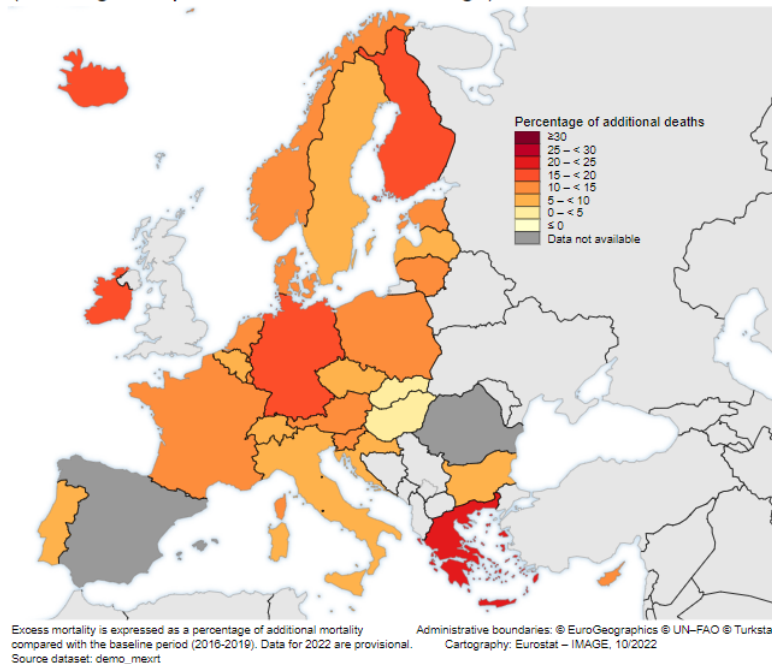 Percentage of additional deaths
≥30
25 – < 30
20 – < 25
15 – < 20
10 – < 15
5 – < 10
0 – < 5
≤ 0
Data not available
Excess mortality is expressed as a percentage of additional mortality
compared with the baseline period (2016-2019). Data for 2022 are provisional.
Source dataset: demo_mexrt
Administrative boundaries: © EuroGeographics © UN–FAO © Turksta
Cartography: Eurostat – IMAGE, 10/2022